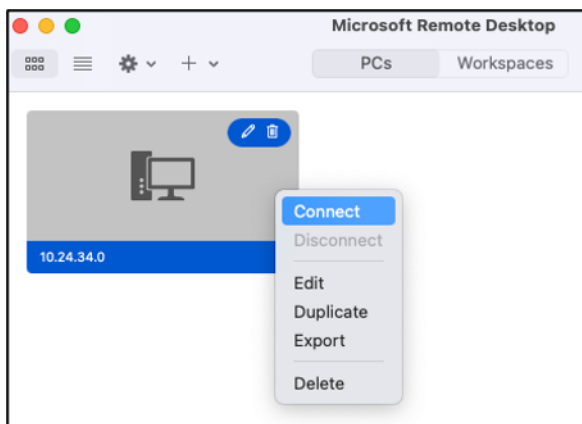 Microsoft Remote Desktop
PCs Workspaces
Connect
Disconnect
10.24.34.0
Edit
Duplicate
Export
Delete